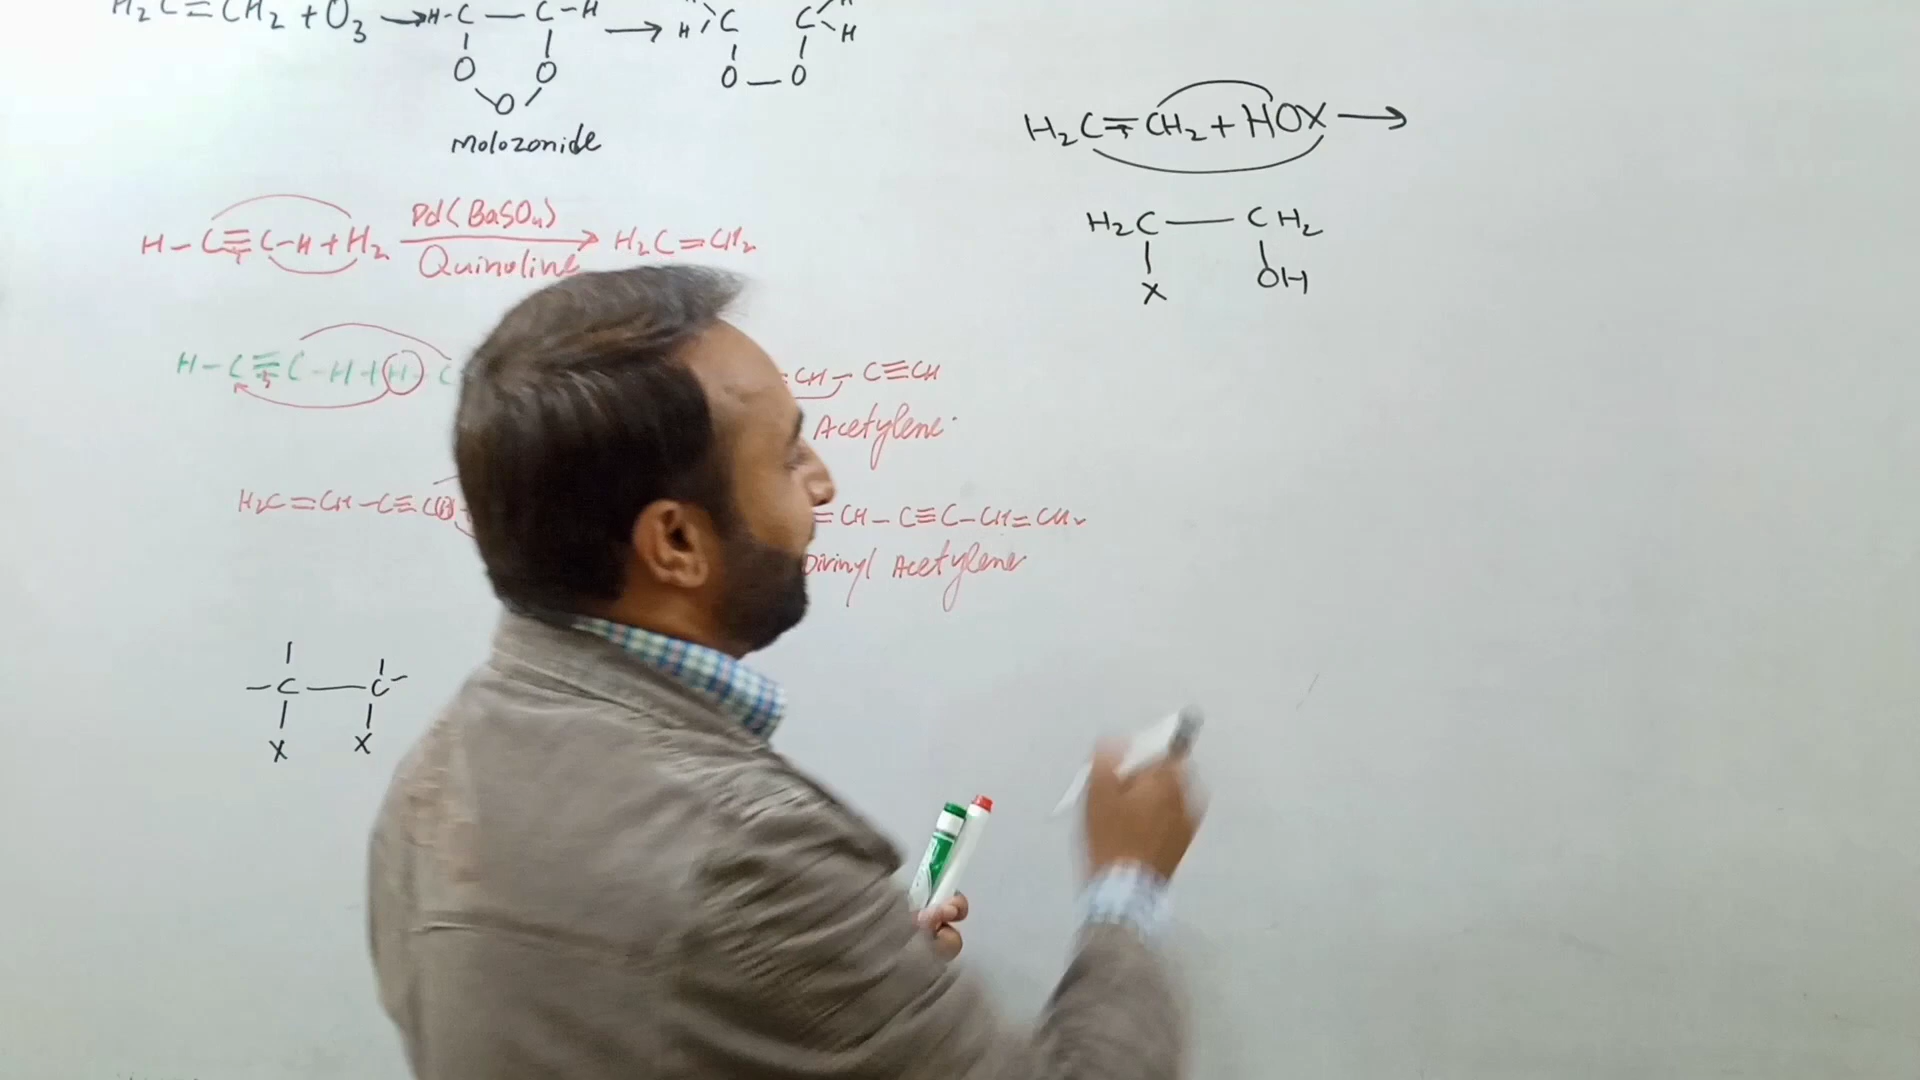 H₂C=CH₂ + O₃ → H-C — C-H → H C C H
O O O — O
O
Molozonide
H₂C=CH₂ + HOX →
H₂C — CH₂
X OH
H-C≡C-H + H₂ Pd(BaSO₄) → H₂C=CH₂
Quinoline
H-C≡C-H + H- C CH-C≡CH
Acetylene.
H₂C=CH-C≡CH =CH-C≡C-CH=CH₂
Divinyl Acetylene
-C — C-
X X